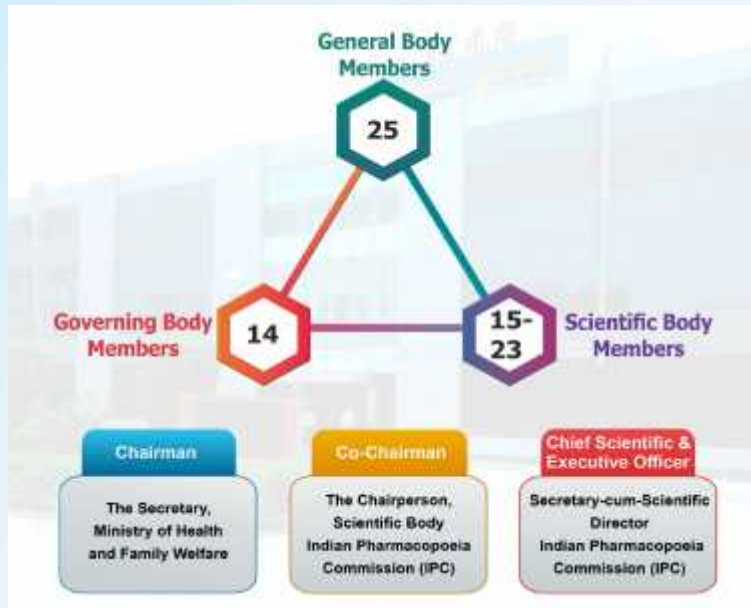 General Body
Members
25
Governing Body
Members
14
15-
23
Scientific Body
Members
Chairman
The Secretary,
Ministry of Health
and Family Welfare
Co-Chairman
The Chairperson,
Scientific Body
Indian Pharmacopoeia
Commission (IPC)
Chief Scientific &
Executive Officer
Secretary-cum-Scientific
Director
Indian Pharmacopoeia
Commission (IPC)